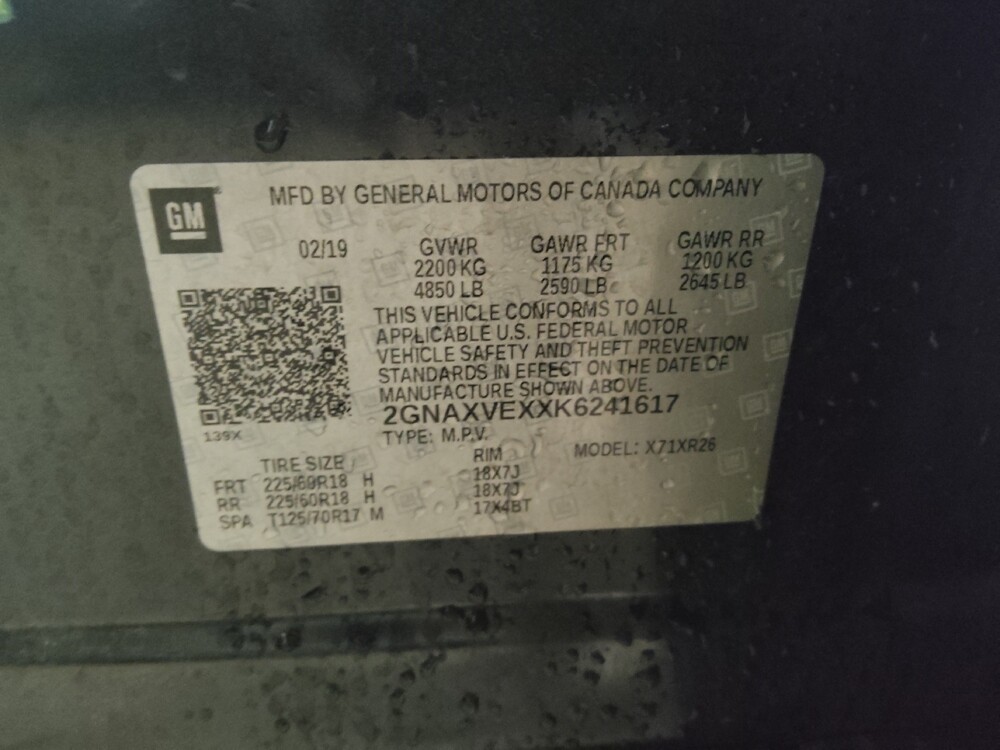 GM
MFD BY GENERAL MOTORS OF CANADA COMPANY
02/19 GVWR GAWR FRT GAWR RR
2200 KG 1175 KG 1200 KG
4850 LB 2590 LB 2645 LB
THIS VEHICLE CONFORMS TO ALL
APPLICABLE U.S. FEDERAL MOTOR
VEHICLE SAFETY AND THEFT PREVENTION
STANDARDS IN EFFECT ON THE DATE OF
MANUFACTURE SHOWN ABOVE.
2GNAXVEXXK6241617
139X
TYPE: M.P.V.
MODEL: X71XR26
TIRE SIZE RIM
FRT 225/60R18 H 18X7J
RR 225/60R18 H 18X7J
SPA T125/70R17 M 17X4BT